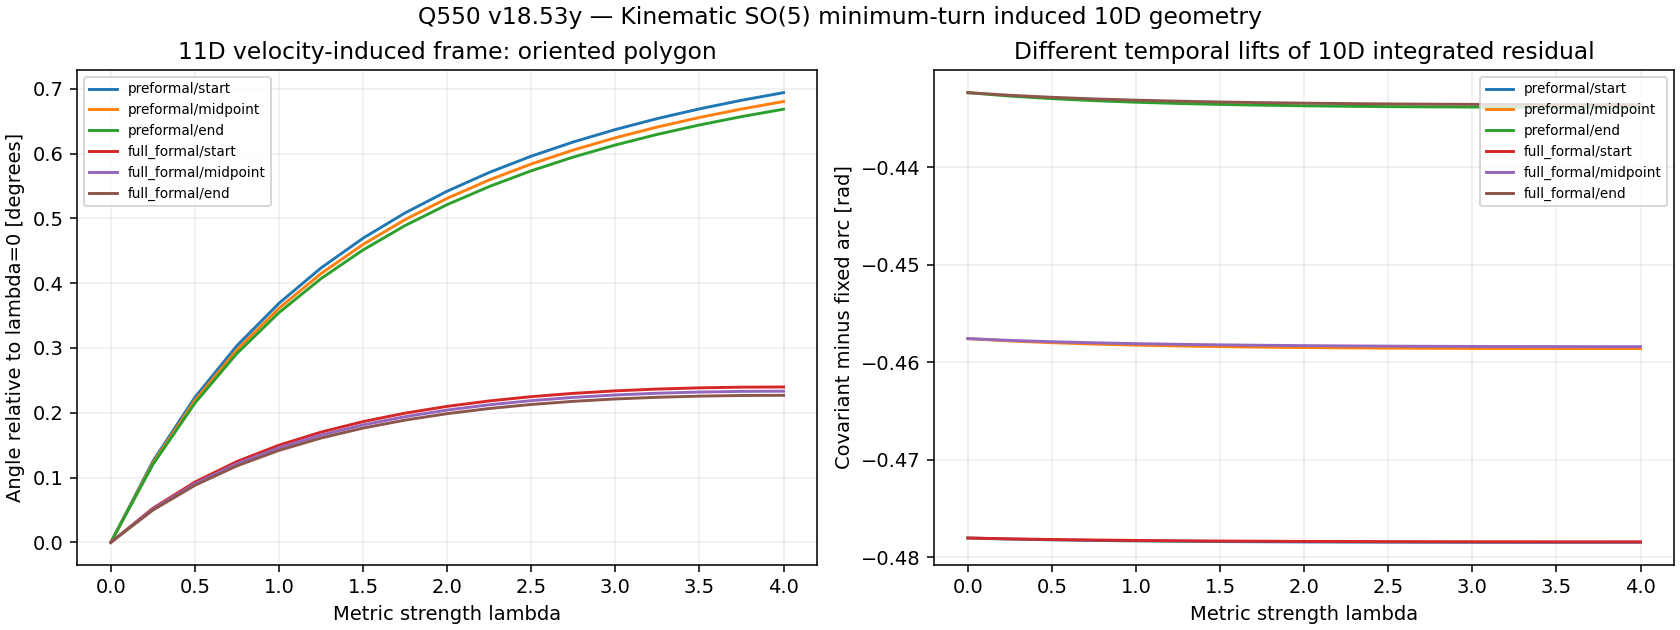 Q550 v18.53y — Kinematic SO(5) minimum-turn induced 10D geometry
11D velocity-induced frame: oriented polygon
Angle relative to lambda=0 [degrees]
0.7
0.6
0.5
0.4
0.3
0.2
0.1
0.0
preformal/start
preformal/midpoint
preformal/end
full_formal/start
full_formal/midpoint
full_formal/end
0.0 0.5 1.0 1.5 2.0 2.5 3.0 3.5 4.0
Metric strength lambda
Different temporal lifts of 10D integrated residual
Covariant minus fixed arc [rad]
−0.44
−0.45
−0.46
−0.47
−0.48
preformal/start
preformal/midpoint
preformal/end
full_formal/start
full_formal/midpoint
full_formal/end
0.0 0.5 1.0 1.5 2.0 2.5 3.0 3.5 4.0
Metric strength lambda